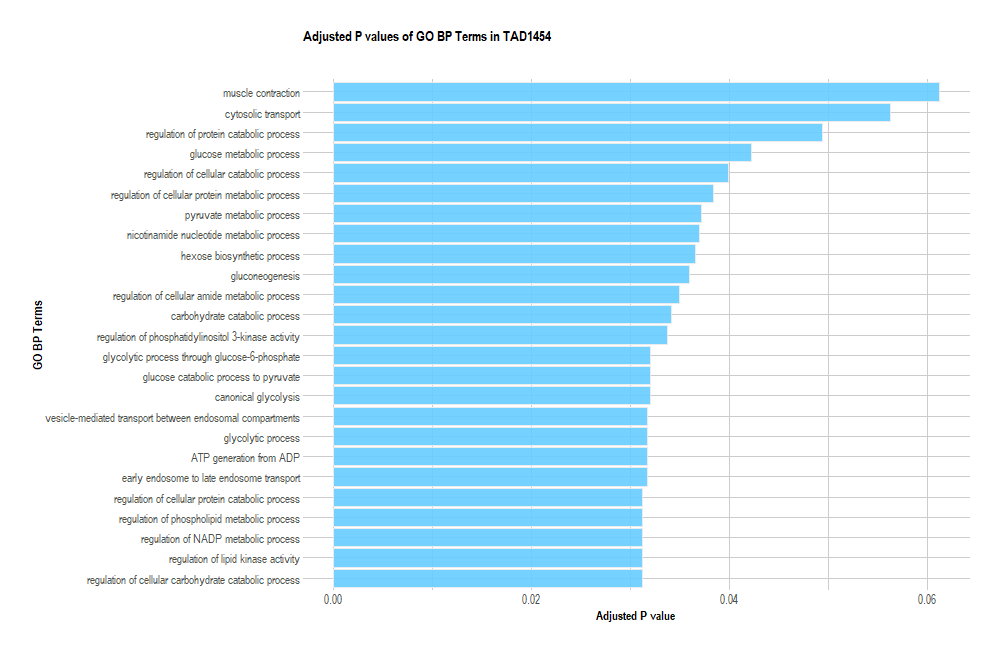 Adjusted P values of GO BP Terms in TAD1454
muscle contraction
cytosolic transport
regulation of protein catabolic process
glucose metabolic process
regulation of cellular catabolic process
regulation of cellular protein metabolic process
pyruvate metabolic process
nicotinamide nucleotide metabolic process
hexose biosynthetic process
gluconeogenesis
regulation of cellular amide metabolic process
carbohydrate catabolic process
regulation of phosphatidylinositol 3-kinase activity
glycolytic process through glucose-6-phosphate
glucose catabolic process to pyruvate
canonical glycolysis
vesicle-mediated transport between endosomal compartments
glycolytic process
ATP generation from ADP
early endosome to late endosome transport
regulation of cellular protein catabolic process
regulation of phospholipid metabolic process
regulation of NADP metabolic process
regulation of lipid kinase activity
regulation of cellular carbohydrate catabolic process
GO BP Terms
0.00 0.02 0.04 0.06
Adjusted P value